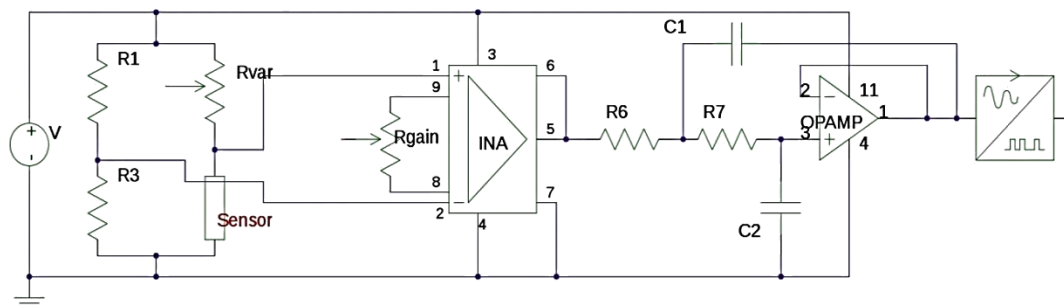 C1
3
R1
Rvar
1
+
6
9
2
−
11
V
+
-
Rgain
INA
5
R6
R7
OPAMP
1
3
+
4
R3
8
7
−
2
Sensor
4
C2